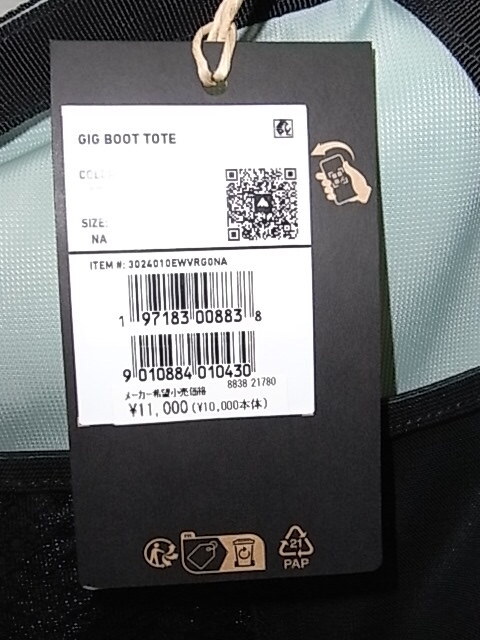 GIG BOOT TOTE
SIZE:
NA
ITEM #: 3024010EWVRG0NA
1 97183 00883 8
9 010884 010430
8838 21780
メーカー希望小売価格
¥11,000 (¥10,000本体)
21
PAP